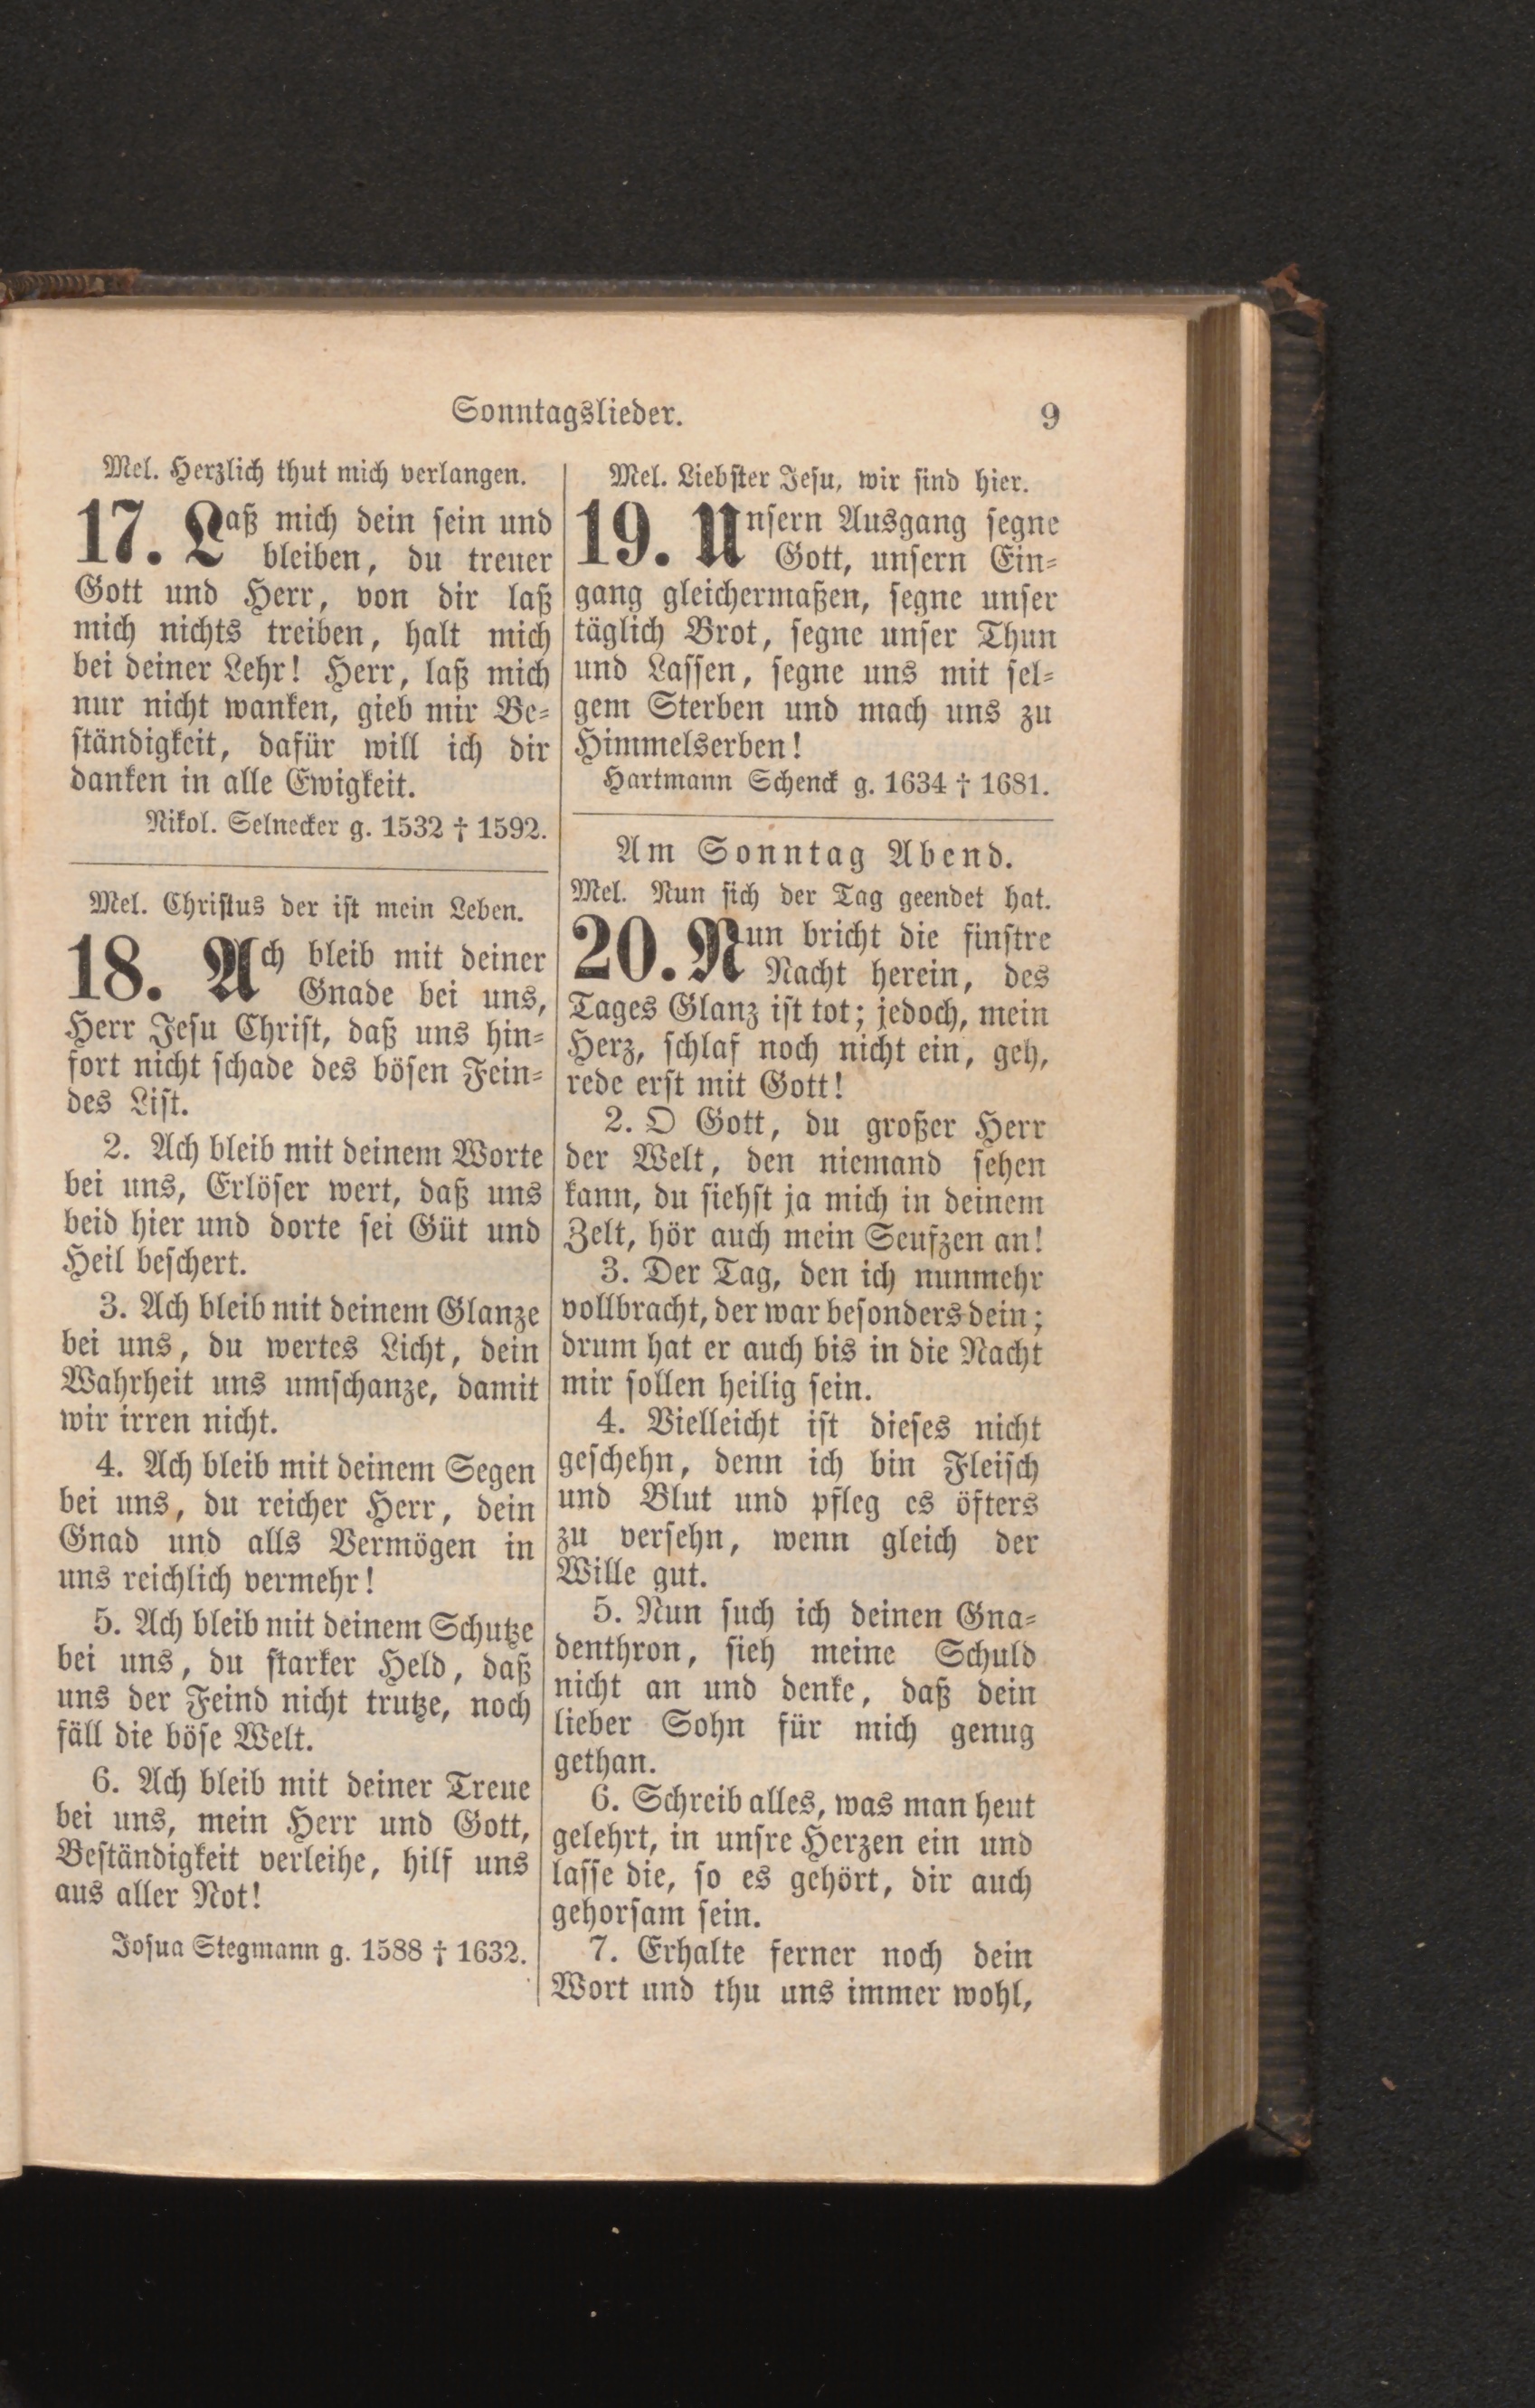 Sonntagslieder. 9
Mel. Herzlich thut mich verlangen.
17. Laß mich dein sein und
bleiben, du treuer
Gott und Herr, von dir laß
mich nichts treiben, halt mich
bei deiner Lehr! Herr, laß mich
nur nicht wanken, gieb mir Be-
ständigkeit, dafür will ich dir
danken in alle Ewigkeit.
Nikol. Selnecker g. 1532 † 1592.
Mel. Christus der ist mein Leben.
18. Ach bleib mit deiner
Gnade bei uns,
Herr Jesu Christ, daß uns hin-
fort nicht schade des bösen Fein-
des List.
2. Ach bleib mit deinem Worte
bei uns, Erlöser wert, daß uns
beid hier und dorte sei Güt und
Heil beschert.
3. Ach bleib mit deinem Glanze
bei uns, du wertes Licht, dein
Wahrheit uns umschanze, damit
wir irren nicht.
4. Ach bleib mit deinem Segen
bei uns, du reicher Herr, dein
Gnad und alls Vermögen in
uns reichlich vermehr!
5. Ach bleib mit deinem Schutze
bei uns, du starker Held, daß
uns der Feind nicht trutze, noch
fäll die böse Welt.
6. Ach bleib mit deiner Treue
bei uns, mein Herr und Gott,
Beständigkeit verleihe, hilf uns
aus aller Not!
Josua Stegmann g. 1588 † 1632.
Mel. Liebster Jesu, wir sind hier.
19. Unsern Ausgang segne
Gott, unsern Ein-
gang gleichermaßen, segne unser
täglich Brot, segne unser Thun
und Lassen, segne uns mit sel-
gem Sterben und mach uns zu
Himmelserben!
Hartmann Schenck g. 1634 † 1681.
Am Sonntag Abend.
Mel. Nun sich der Tag geendet hat.
20. Nun bricht die finstre
Nacht herein, des
Tages Glanz ist tot; jedoch, mein
Herz, schlaf noch nicht ein, geh,
rede erst mit Gott!
2. O Gott, du großer Herr
der Welt, den niemand sehen
kann, du siehst ja mich in deinem
Zelt, hör auch mein Seufzen an!
3. Der Tag, den ich nunmehr
vollbracht, der war besonders dein;
drum hat er auch bis in die Nacht
mir sollen heilig sein.
4. Vielleicht ist dieses nicht
geschehn, denn ich bin Fleisch
und Blut und pfleg es öfters
zu versehn, wenn gleich der
Wille gut.
5. Nun such ich deinen Gna-
denthron, sieh meine Schuld
nicht an und denke, daß dein
lieber Sohn für mich genug
gethan.
6. Schreib alles, was man heut
gelehrt, in unsre Herzen ein und
lasse die, so es gehört, dir auch
gehorsam sein.
7. Erhalte ferner noch dein
Wort und thu uns immer wohl,